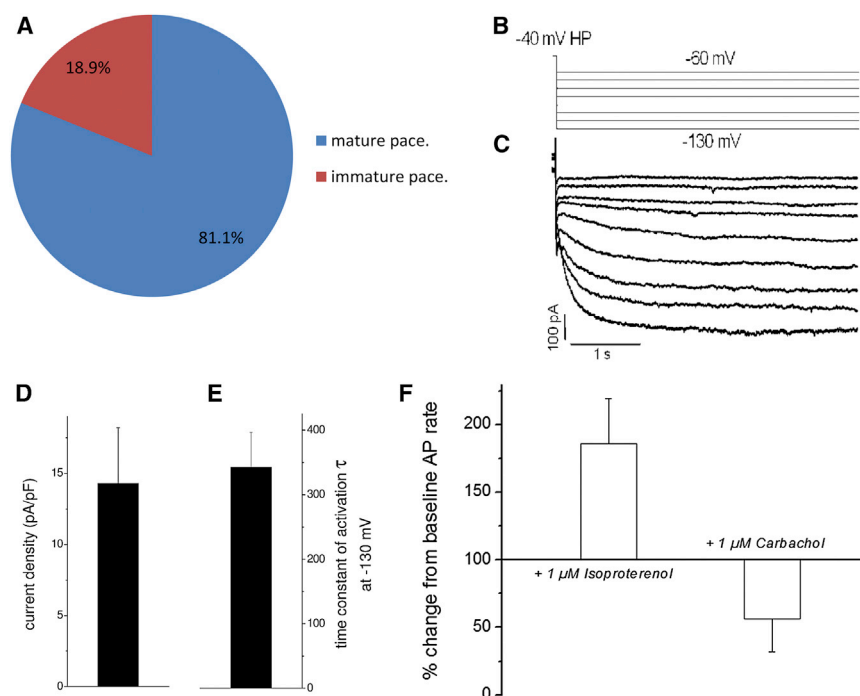 A
18.9%
81.1%
mature pace.
immature pace.
B
-40 mV HP
-60 mV
-130 mV
C
100 pA
1 s
D
current density (pA/pF)
15
10
5
0
E
400
300
200
100
0
time constant of activation τ
at -130 mV
F
% change from baseline AP rate
200
150
100
50
0
+ 1 µM Isoproterenol
+ 1 µM Carbachol